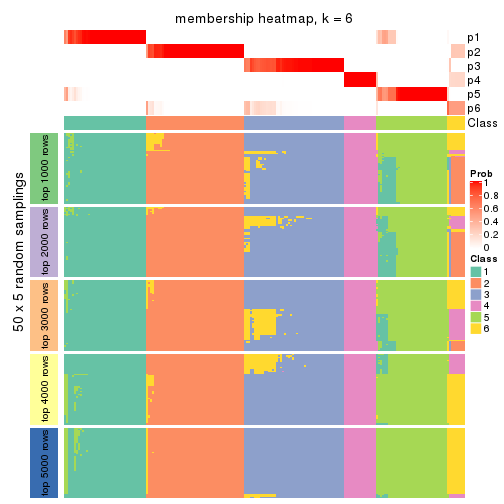 membership heatmap, k = 6
p1
p2
p3
p4
p5
p6
Class
50 x 5 random samplings
top 1000 rows
top 2000 rows
top 3000 rows
top 4000 rows
top 5000 rows
Prob
1
0.8
0.6
0.4
0.2
0
Class
1
2
3
4
5
6